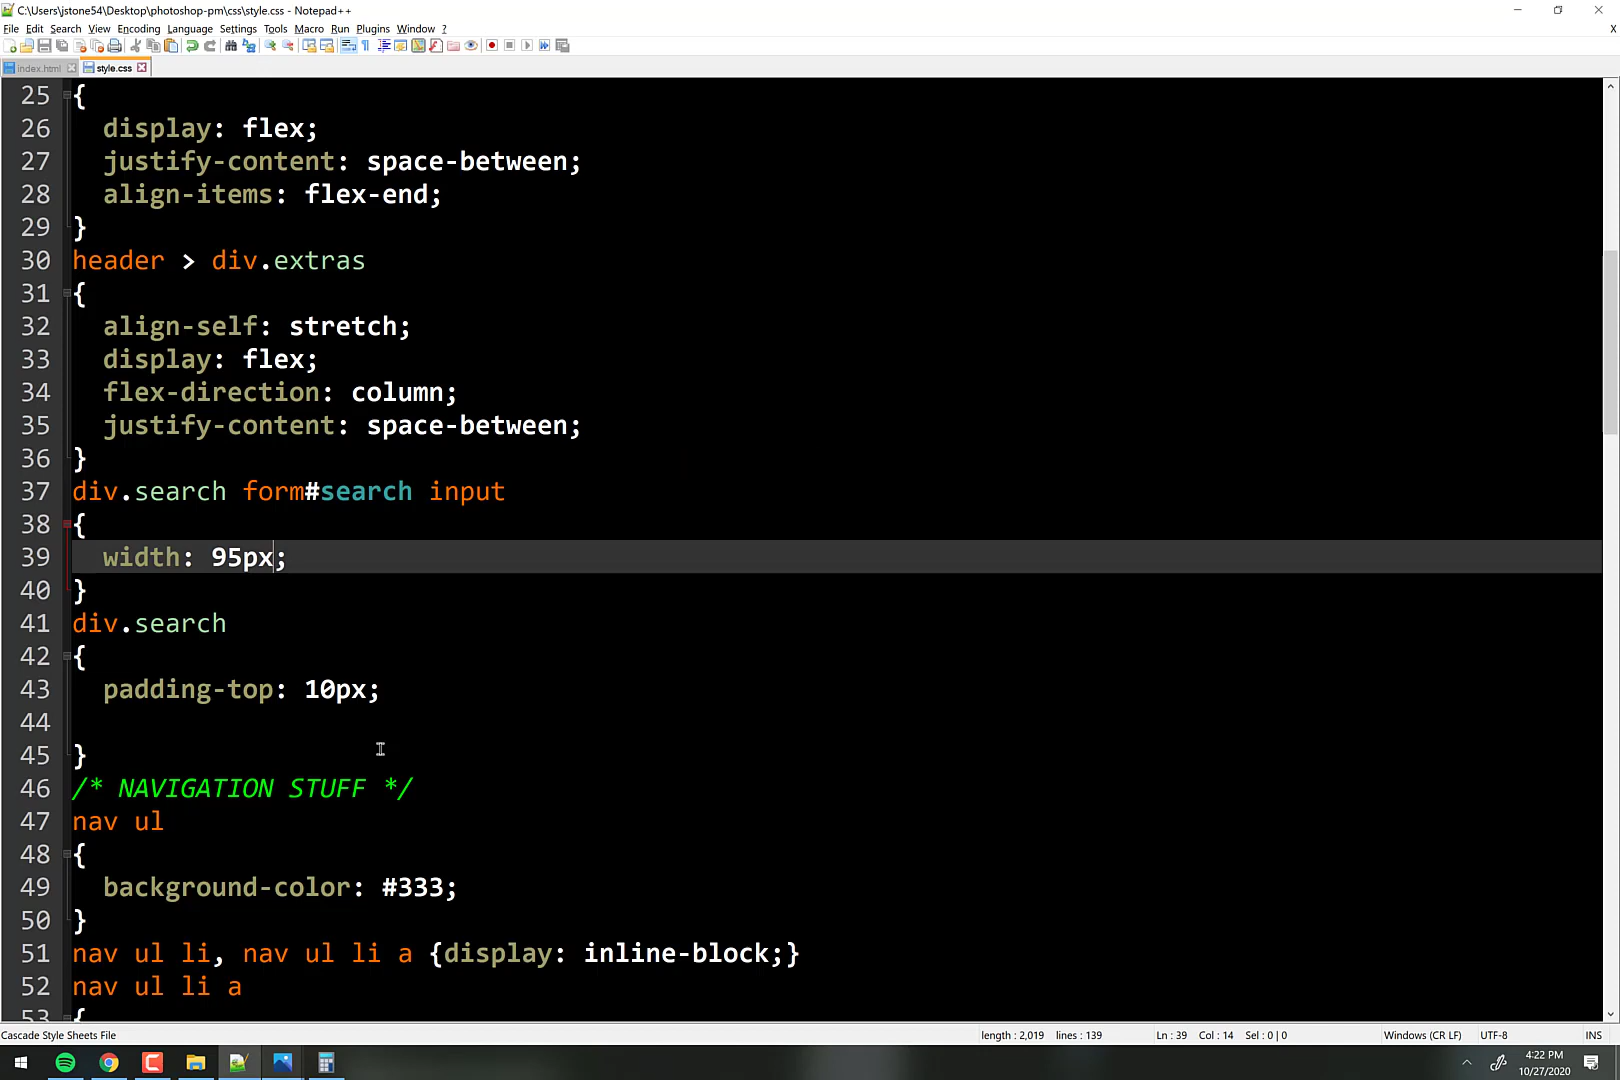 C:\Users\jstone54\Desktop\photoshop-pm\css\style.css - Notepad++
File Edit Search View Encoding Language Settings Tools Macro Run Plugins Window ? X
index.html style.css
25 {
26 display: flex;
27 justify-content: space-between;
28 align-items: flex-end;
29 }
30 header > div.extras
31 {
32 align-self: stretch;
33 display: flex;
34 flex-direction: column;
35 justify-content: space-between;
36 }
37 div.search form#search input
38 {
39 width: 95px;
40 }
41 div.search
42 {
43 padding-top: 10px;
44
45 }
46 /* NAVIGATION STUFF */
47 nav ul
48 {
49 background-color: #333;
50 }
51 nav ul li, nav ul li a {display: inline-block;}
52 nav ul li a
53 {
Cascade Style Sheets File length : 2,019 lines : 139 Ln : 39 Col : 14 Sel : 0 | 0 Windows (CR LF) UTF-8 INS
4:22 PM
10/27/2020